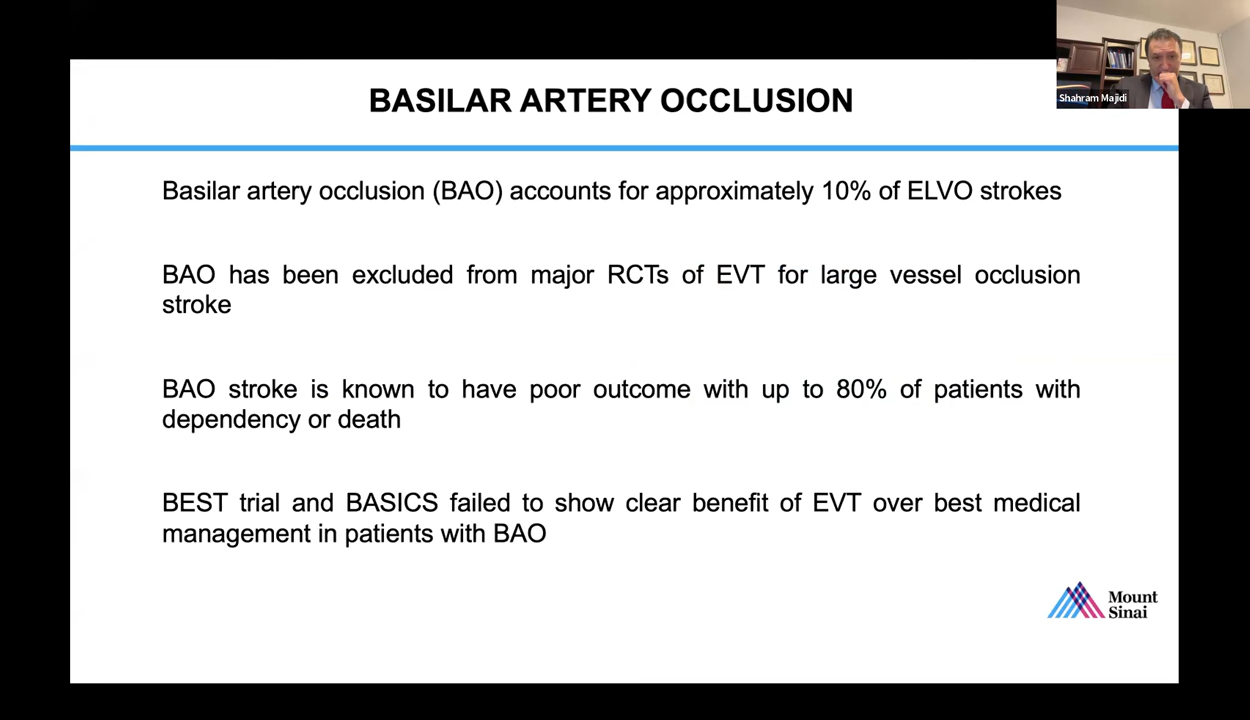 BASILAR ARTERY OCCLUSION
Shahram Majidi
Basilar artery occlusion (BAO) accounts for approximately 10% of ELVO strokes
BAO has been excluded from major RCTs of EVT for large vessel occlusion
stroke
BAO stroke is known to have poor outcome with up to 80% of patients with
dependency or death
BEST trial and BASICS failed to show clear benefit of EVT over best medical
management in patients with BAO
Mount
Sinai